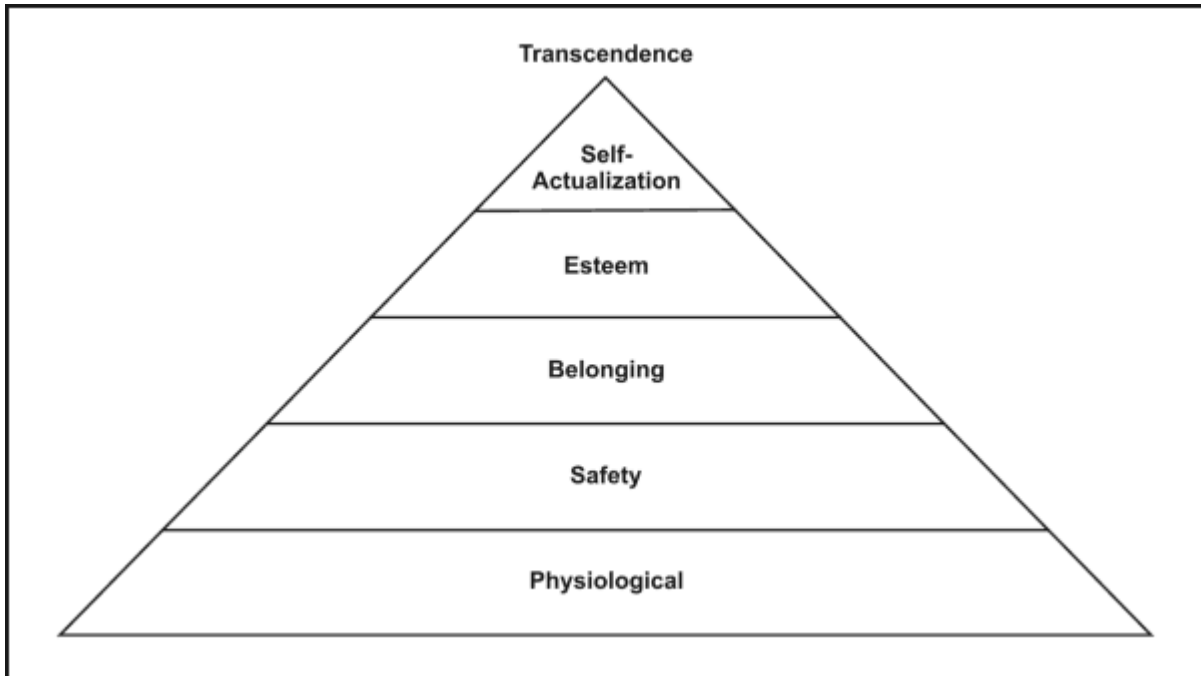 Transcendence
Self-
Actualization
Esteem
Belonging
Safety
Physiological